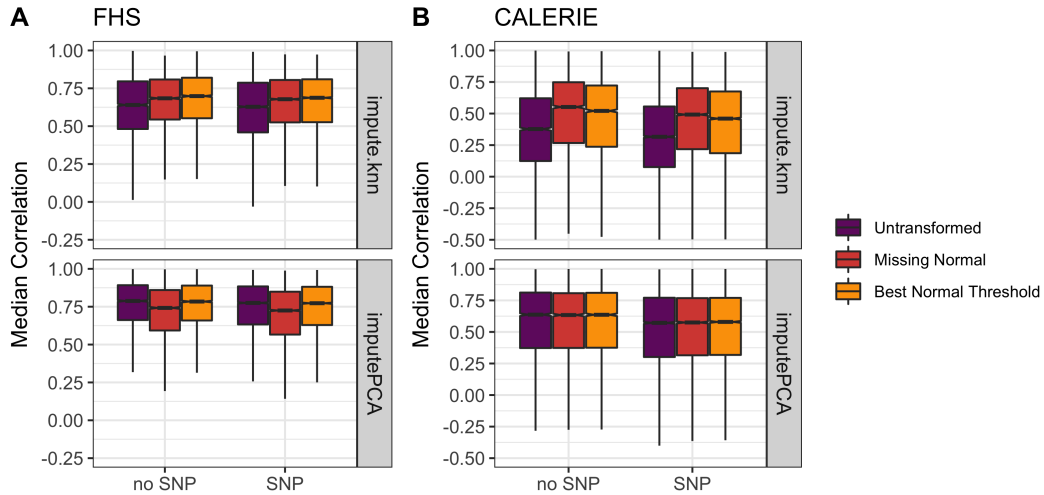 A FHS
Median Correlation
1.00
0.75
0.50
0.25
0.00
-0.25
impute.knn
1.00
0.75
0.50
0.25
0.00
-0.25
imputePCA
no SNP SNP
B CALERIE
Median Correlation
1.00
0.75
0.50
0.25
0.00
-0.25
-0.50
impute.knn
1.00
0.75
0.50
0.25
0.00
-0.25
-0.50
imputePCA
no SNP SNP
Untransformed
Missing Normal
Best Normal Threshold